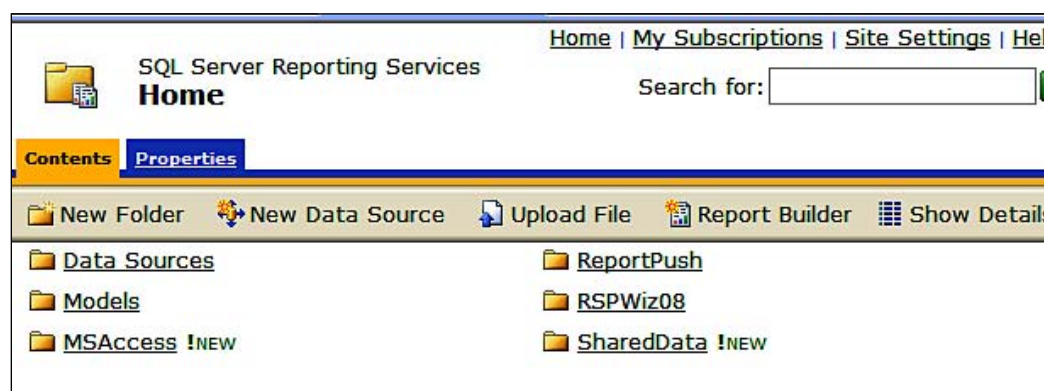 Home | My Subscriptions | Site Settings |
SQL Server Reporting Services
Home
Search for:
Contents Properties
New Folder New Data Source Upload File Report Builder Show Details
Data Sources ReportPush
Models RSPWiz08
MSAccess !NEW SharedData !NEW